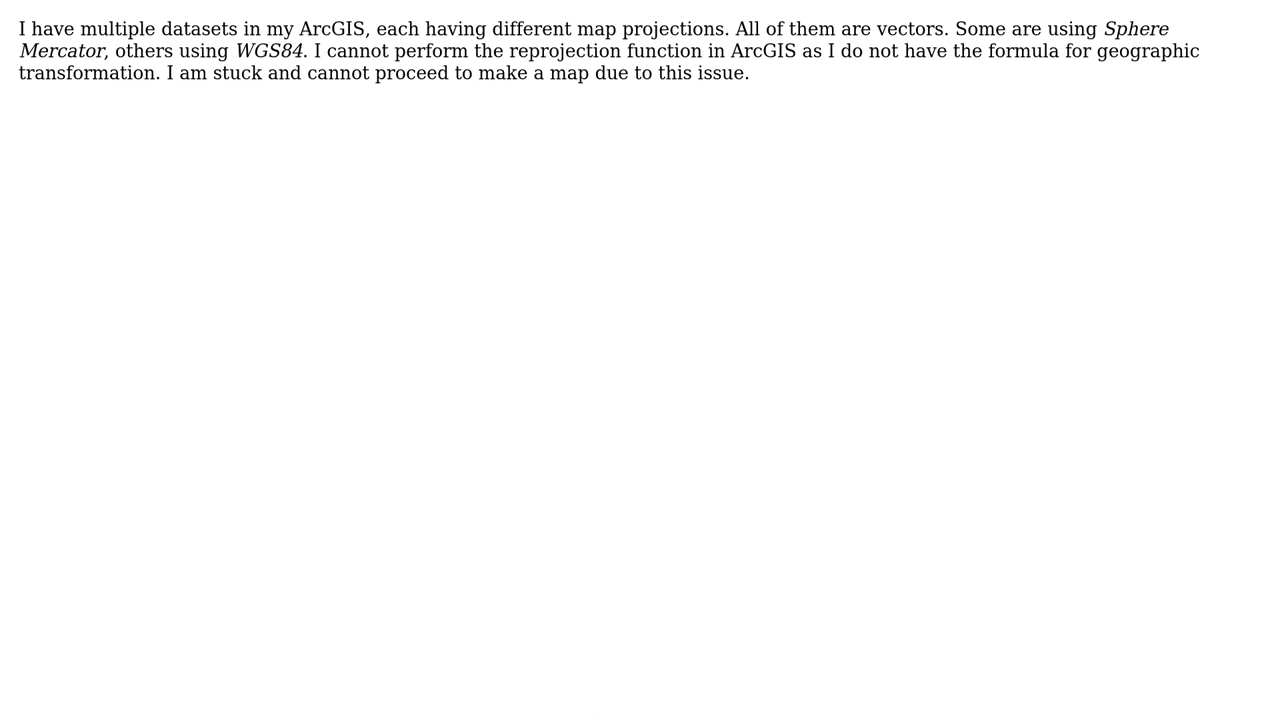 I have multiple datasets in my ArcGIS, each having different map projections. All of them are vectors. Some are using Sphere
Mercator, others using WGS84. I cannot perform the reprojection function in ArcGIS as I do not have the formula for geographic
transformation. I am stuck and cannot proceed to make a map due to this issue.